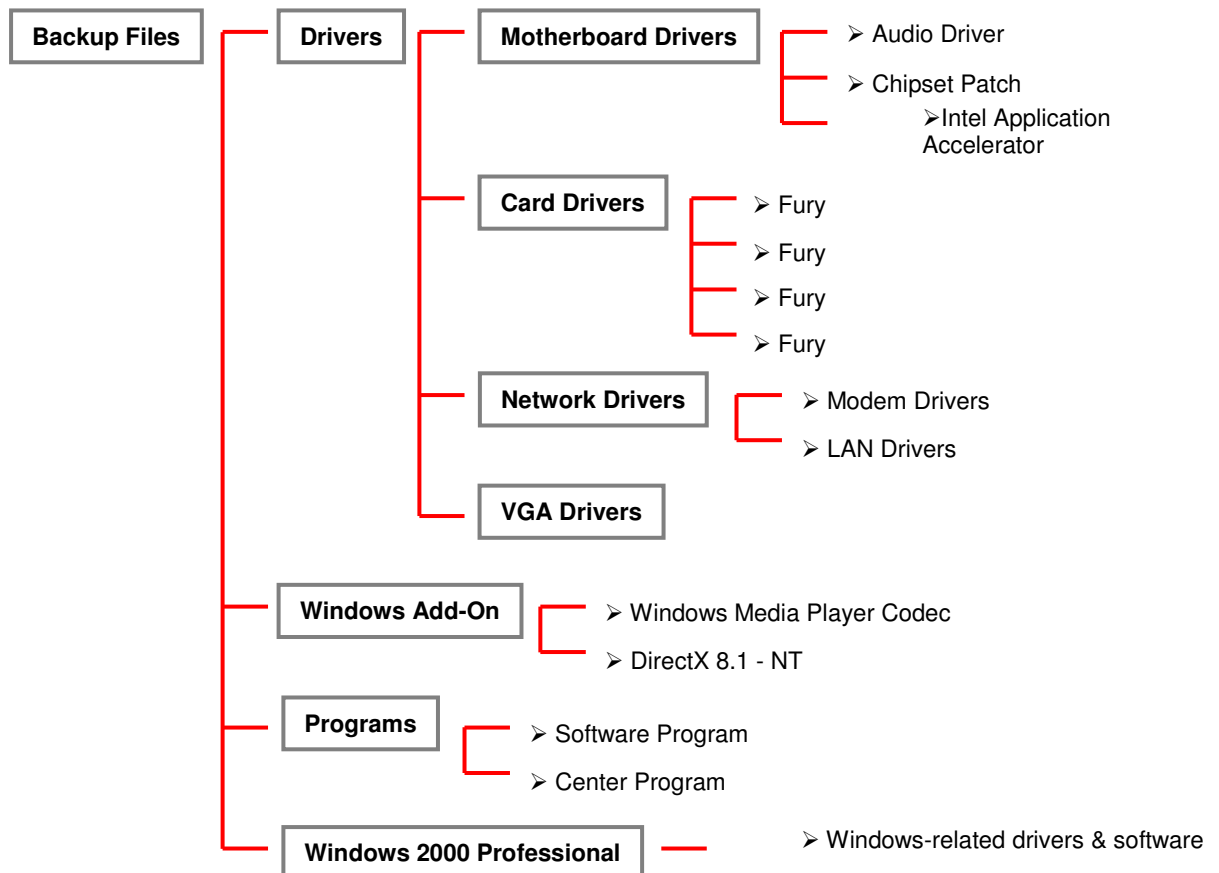 Backup Files
Drivers
Motherboard Drivers
➢ Audio Driver
➢ Chipset Patch
➢Intel Application
Accelerator
Card Drivers
➢ Fury
➢ Fury
➢ Fury
➢ Fury
Network Drivers
➢ Modem Drivers
➢ LAN Drivers
VGA Drivers
Windows Add-On
➢ Windows Media Player Codec
➢ DirectX 8.1 - NT
Programs
➢ Software Program
➢ Center Program
Windows 2000 Professional
➢ Windows-related drivers & software